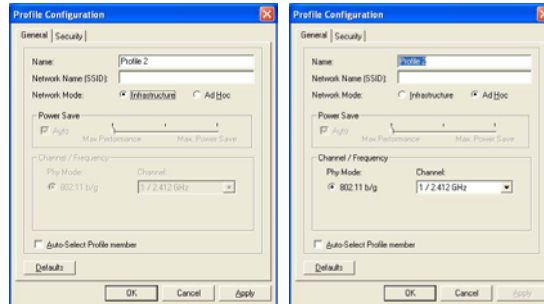 Profile Configuration
General Security
Name: Profile 2
Network Name (SSID):
Network Mode: Infrastructure Ad Hoc
Power Save
Auto
Max Performance Max. Power Save
Channel / Frequency
Phy Mode: Channel:
802.11 b/g 1 / 2.412 GHz
Auto-Select Profile member
Defaults
OK Cancel Apply
Profile Configuration
General Security
Name: Profile 2
Network Name (SSID):
Network Mode: Infrastructure Ad Hoc
Power Save
Auto
Max Performance Max. Power Save
Channel / Frequency
Phy Mode: Channel:
802.11 b/g 1 / 2.412 GHz
Auto-Select Profile member
Defaults
OK Cancel Apply